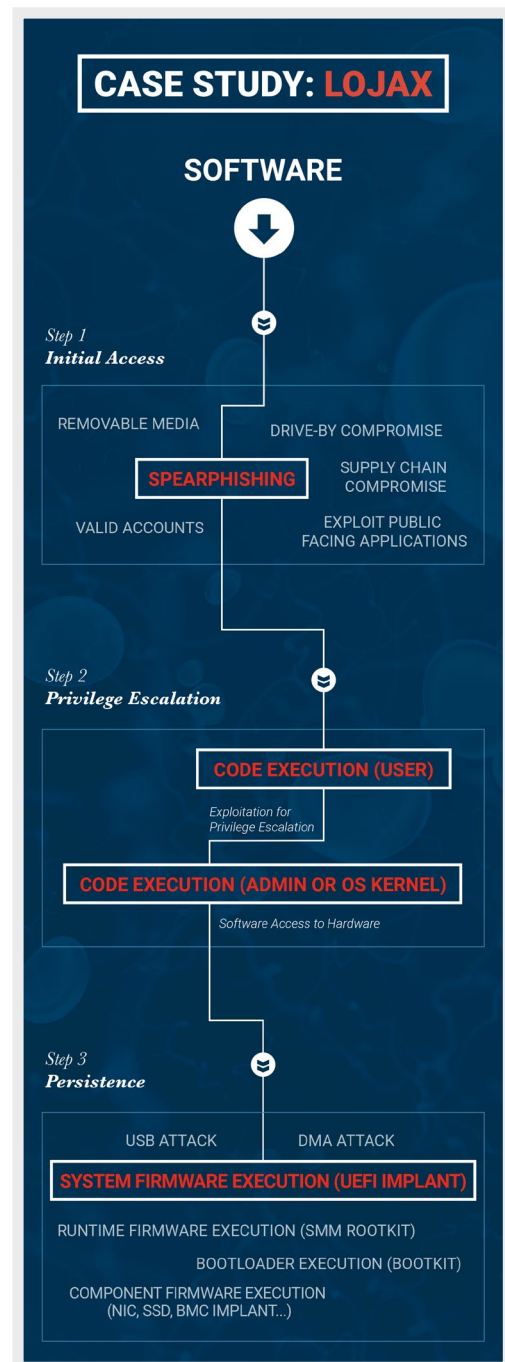 CASE STUDY: LOJAX
SOFTWARE
Step 1
Initial Access
REMOVABLE MEDIA
DRIVE-BY COMPROMISE
SPEARPHISHING
SUPPLY CHAIN
COMPROMISE
VALID ACCOUNTS
EXPLOIT PUBLIC
FACING APPLICATIONS
Step 2
Privilege Escalation
CODE EXECUTION (USER)
Exploitation for
Privilege Escalation
CODE EXECUTION (ADMIN OR OS KERNEL)
Software Access to Hardware
Step 3
Persistence
USB ATTACK
DMA ATTACK
SYSTEM FIRMWARE EXECUTION (UEFI IMPLANT)
RUNTIME FIRMWARE EXECUTION (SMM ROOTKIT)
BOOTLOADER EXECUTION (BOOTKIT)
COMPONENT FIRMWARE EXECUTION
(NIC, SSD, BMC IMPLANT...)